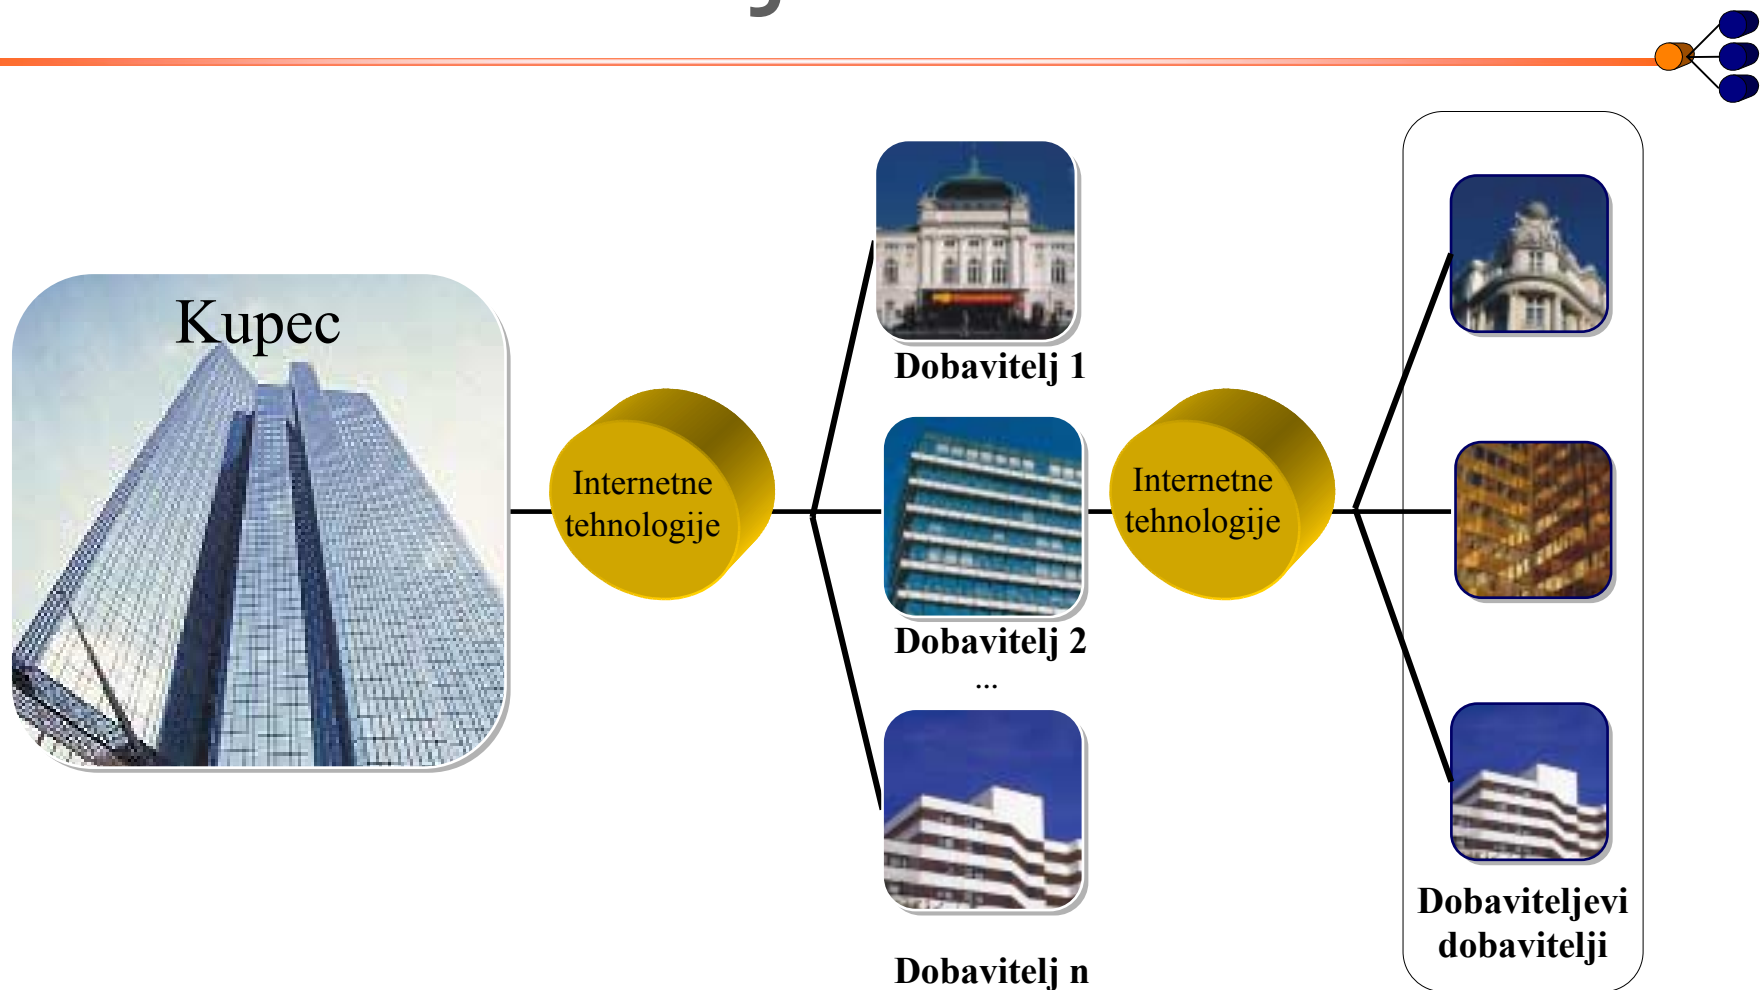 Kupec
Internetne
tehnologije
Dobavitelj 1
Dobavitelj 2
...
Dobavitelj n
Internetne
tehnologije
Dobaviteljevi
dobavitelji